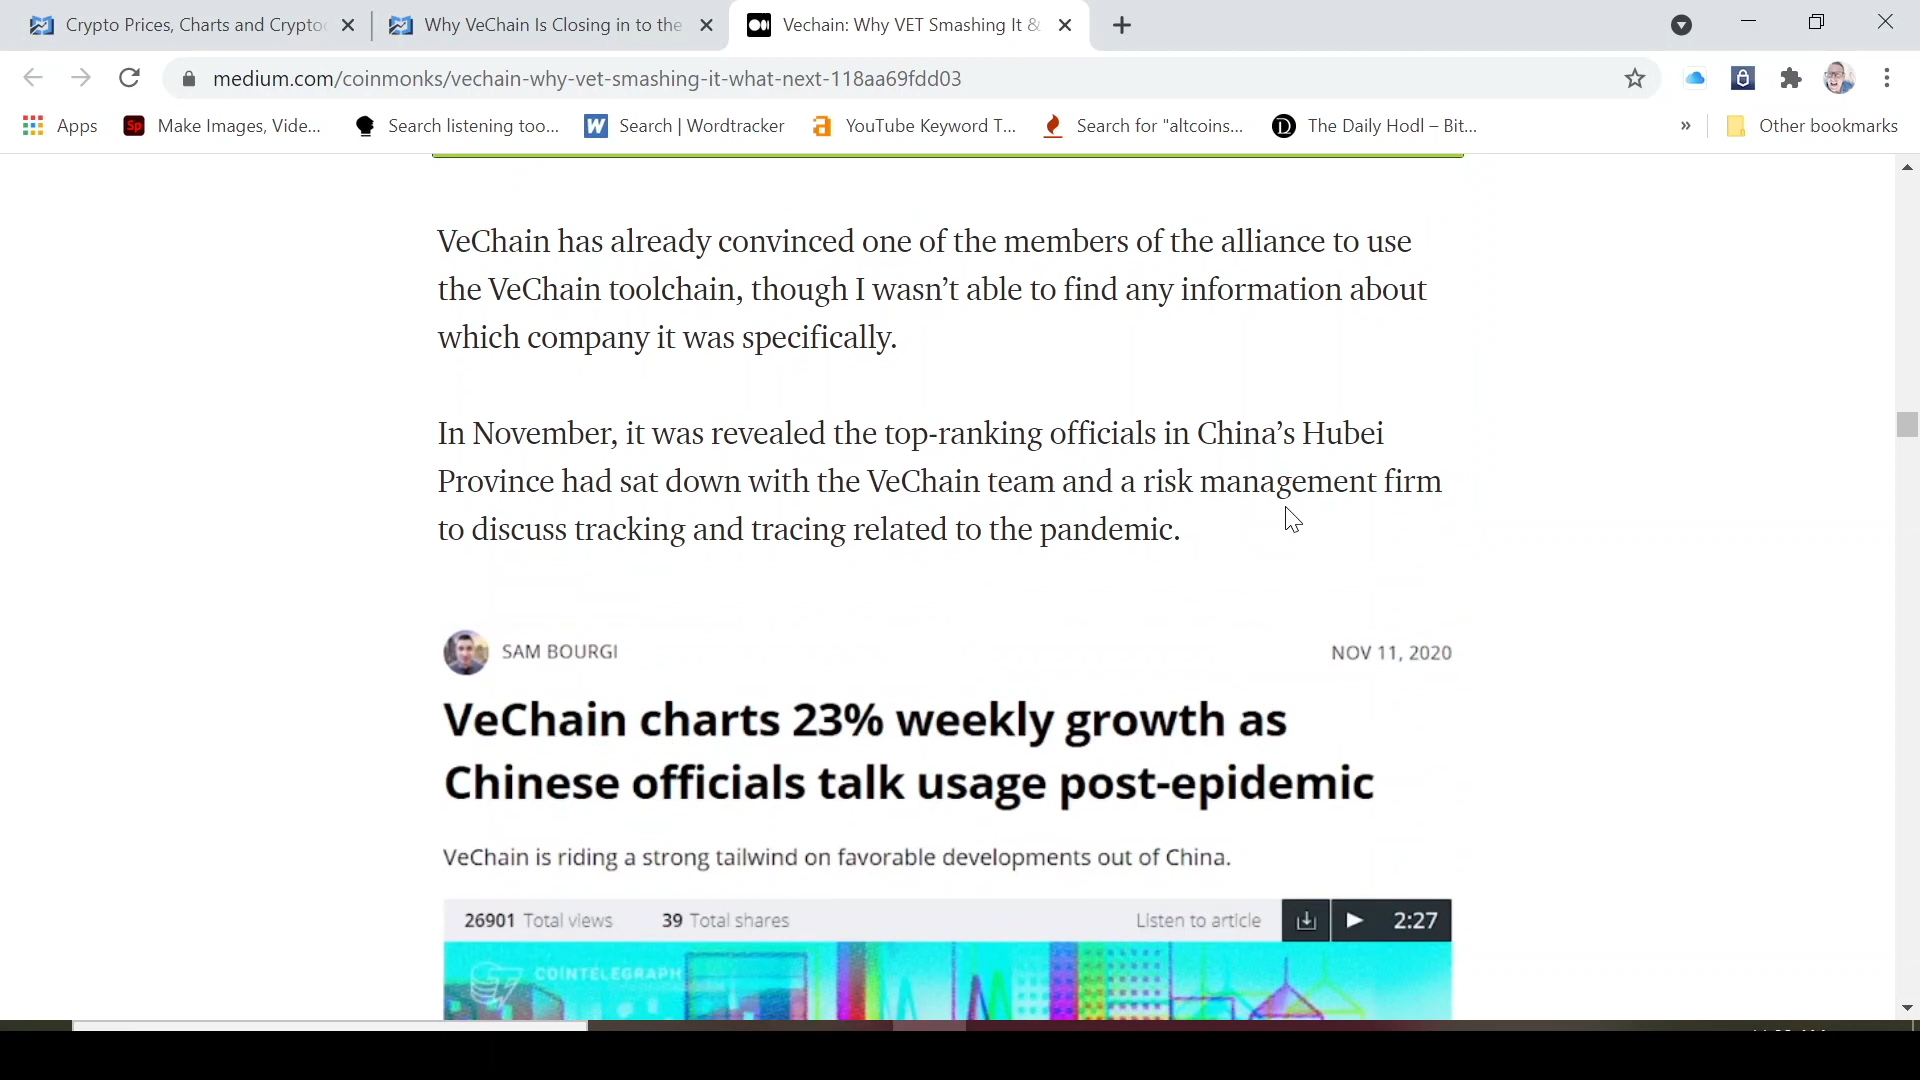 Crypto Prices, Charts and Crypto
Why VeChain Is Closing in to the
Vechain: Why VET Smashing It &
medium.com/coinmonks/vechain-why-vet-smashing-it-what-next-118aa69fdd03
Apps
Sp
Make Images, Vide...
Search listening too...
W
Search | Wordtracker
a
YouTube Keyword T...
Search for "altcoins...
D
The Daily Hodl – Bit...
»
Other bookmarks
VeChain has already convinced one of the members of the alliance to use
the VeChain toolchain, though I wasn’t able to find any information about
which company it was specifically.
In November, it was revealed the top-ranking officials in China’s Hubei
Province had sat down with the VeChain team and a risk management firm
to discuss tracking and tracing related to the pandemic.
SAM BOURGI
NOV 11, 2020
VeChain charts 23% weekly growth as
Chinese officials talk usage post-epidemic
VeChain is riding a strong tailwind on favorable developments out of China.
26901 Total views
39 Total shares
Listen to article
2:27
COINTELEGRAPH